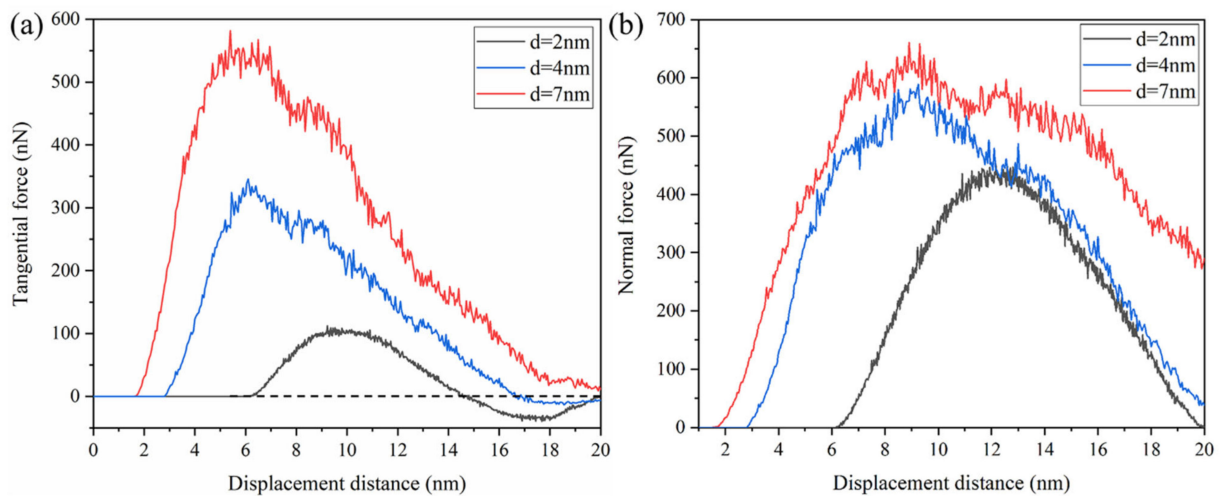 (a)
600
500
400
300
200
100
0
Tangential force (nN)
d=2nm
d=4nm
d=7nm
0 2 4 6 8 10 12 14 16 18 20
Displacement distance (nm)
(b)
700
600
500
400
300
200
100
0
Normal force (nN)
d=2nm
d=4nm
d=7nm
2 4 6 8 10 12 14 16 18 20
Displacement distance (nm)